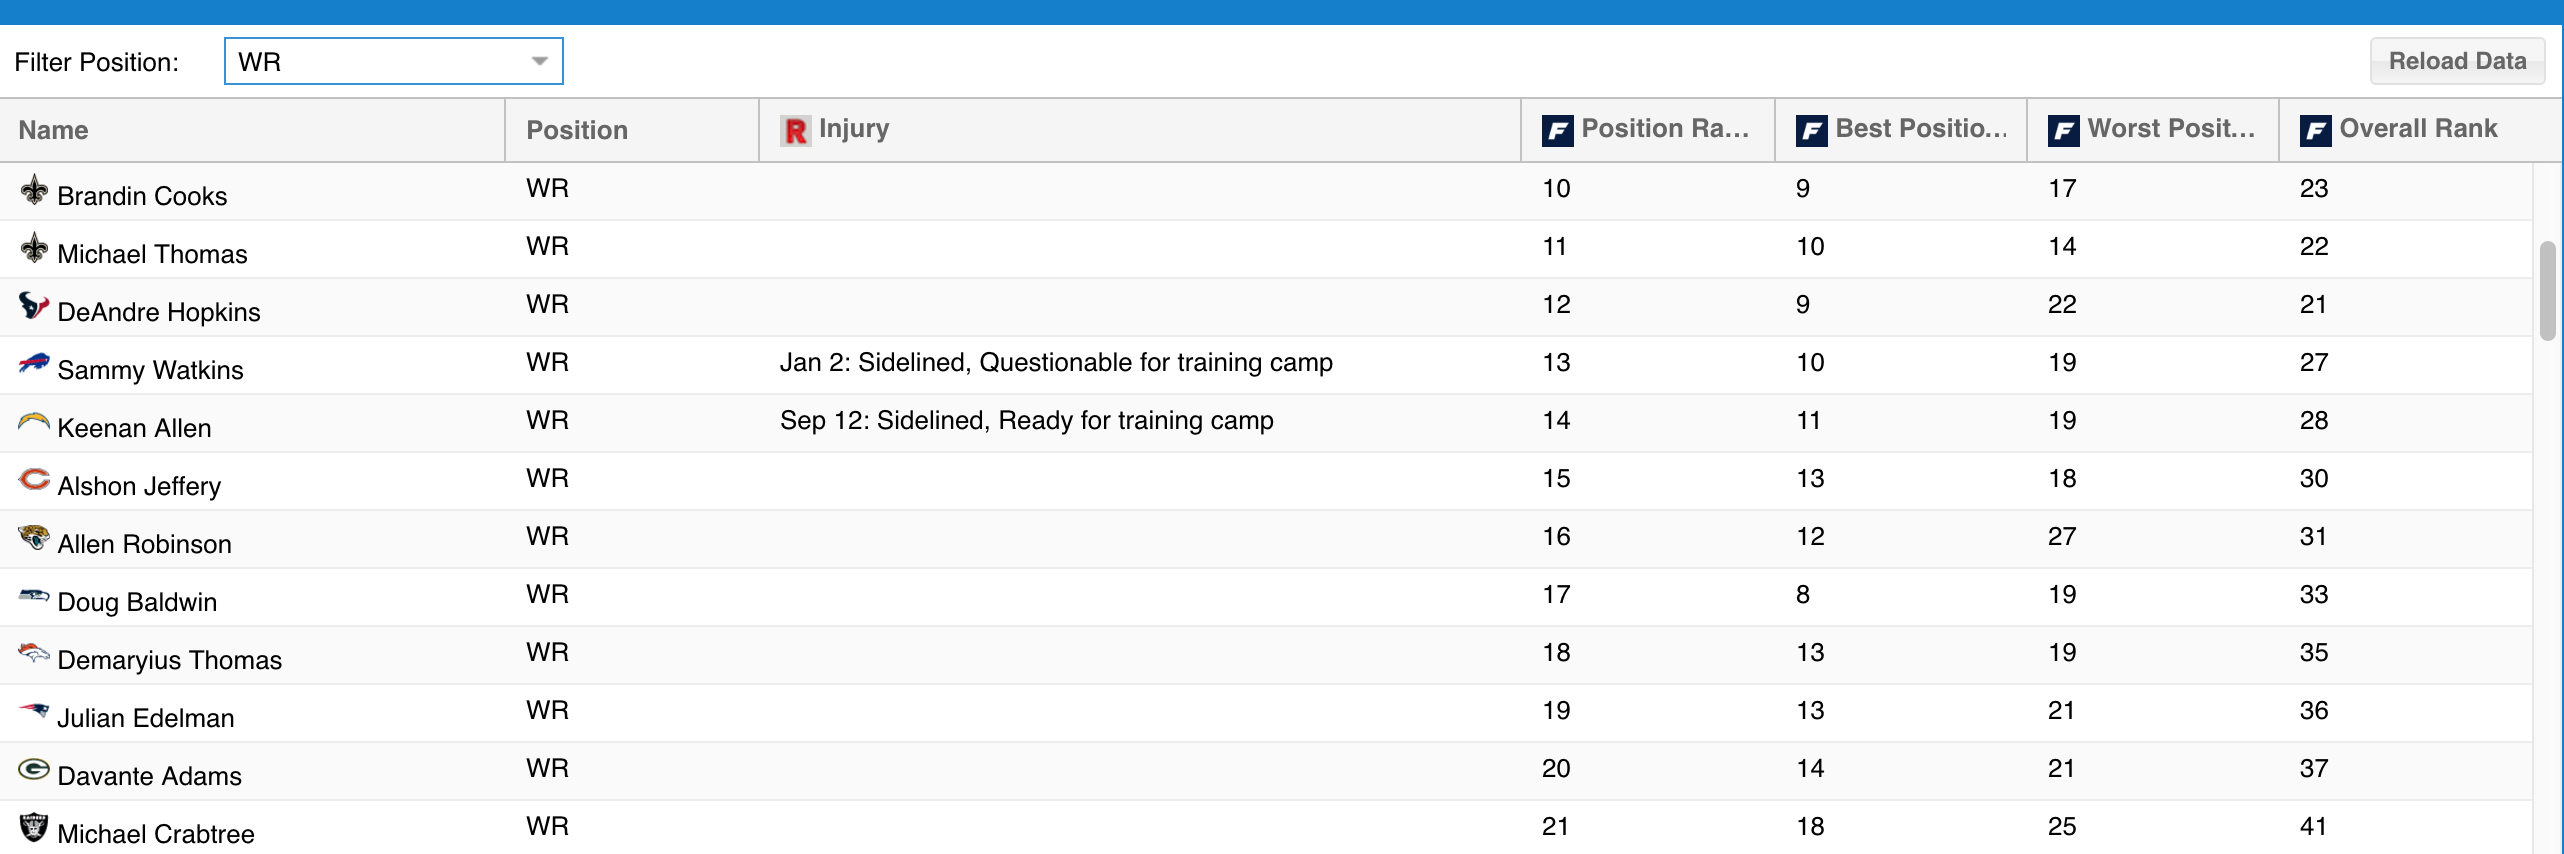 Filter Position: WR Reload Data
Name Position R Injury F Position Ra... F Best Positio... F Worst Posit... F Overall Rank
Brandin Cooks WR 10 9 17 23
Michael Thomas WR 11 10 14 22
DeAndre Hopkins WR 12 9 22 21
Sammy Watkins WR Jan 2: Sidelined, Questionable for training camp 13 10 19 27
Keenan Allen WR Sep 12: Sidelined, Ready for training camp 14 11 19 28
Alshon Jeffery WR 15 13 18 30
Allen Robinson WR 16 12 27 31
Doug Baldwin WR 17 8 19 33
Demaryius Thomas WR 18 13 19 35
Julian Edelman WR 19 13 21 36
Davante Adams WR 20 14 21 37
Michael Crabtree WR 21 18 25 41